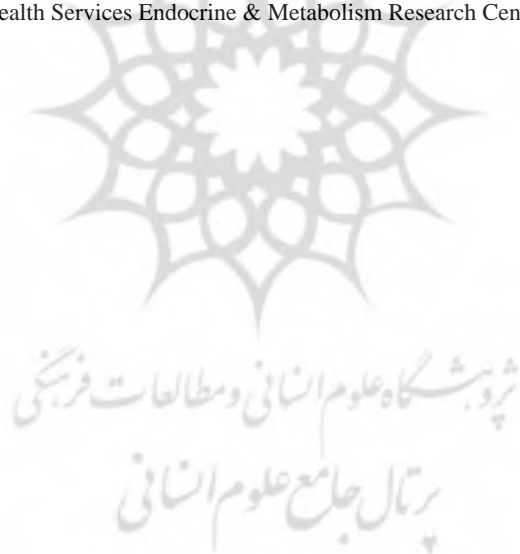 ealth Services Endocrine & Metabolism Research Cen
پژوهشگاه علوم انسانی و مطالعات فرهنگی
پرتال جامع علوم انسانی